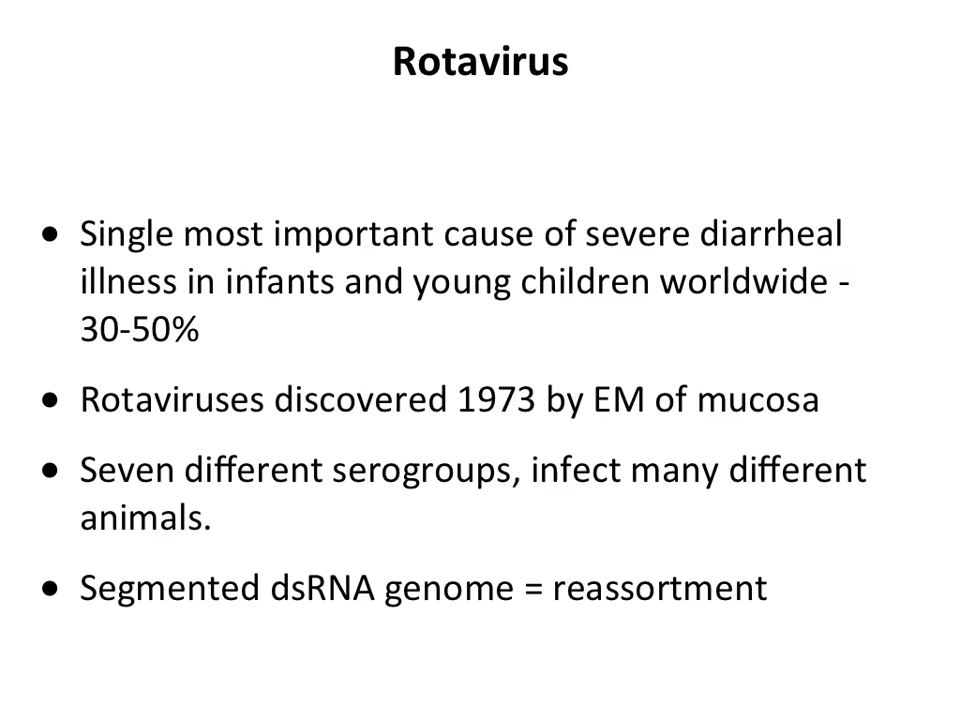 Rotavirus
• Single most important cause of severe diarrheal
illness in infants and young children worldwide -
30-50%
• Rotaviruses discovered 1973 by EM of mucosa
• Seven different serogroups, infect many different
animals.
• Segmented dsRNA genome = reassortment